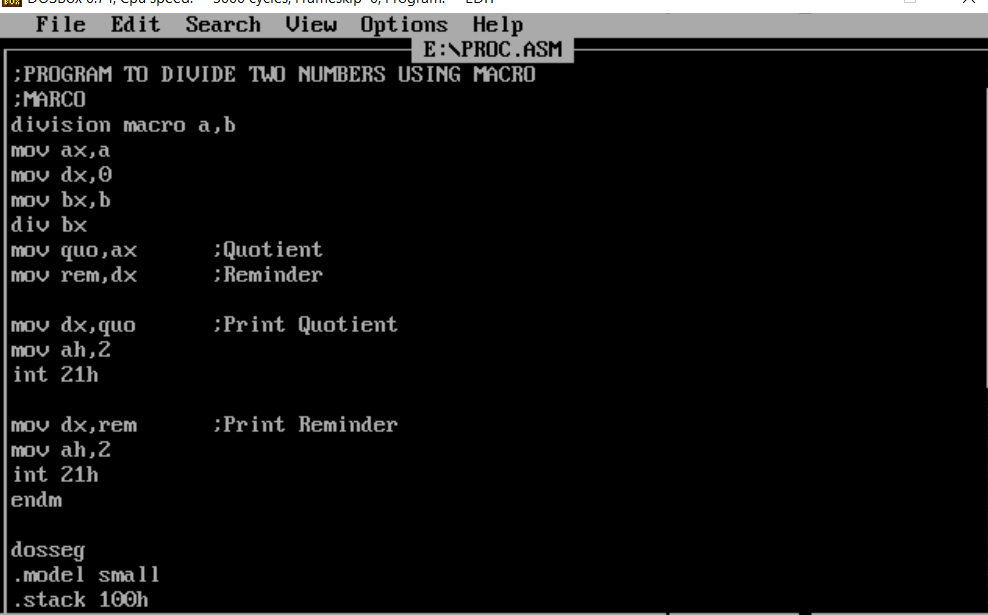 File Edit Search View Options Help
E:\PROC.ASM
;PROGRAM TO DIVIDE TWO NUMBERS USING MACRO
;MARCO
division macro a,b
mov ax,a
mov dx,0
mov bx,b
div bx
mov quo,ax ;Quotient
mov rem,dx ;Reminder
mov dx,quo ;Print Quotient
mov ah,2
int 21h
mov dx,rem ;Print Reminder
mov ah,2
int 21h
endm
dosseg
.model small
.stack 100h